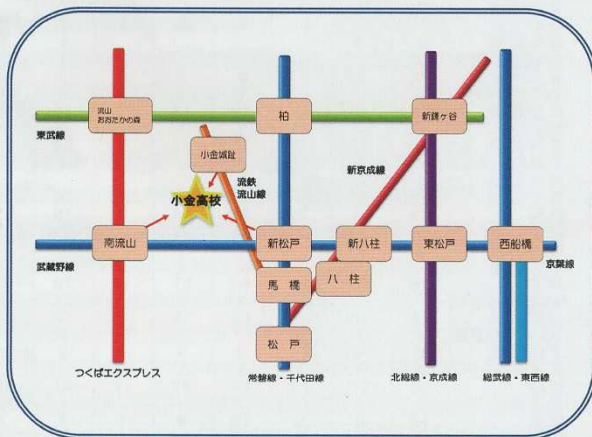 流山
おおたかの森
柏
新鎌ヶ谷
東武線
小金城趾
新京成線
流鉄
流山線
小金高校
南流山
新松戸
新八柱
東松戸
西船橋
武蔵野線
京葉線
馬橋
八柱
松戸
つくばエクスプレス
常磐線・千代田線
北総線・京成線
総武線・東西線